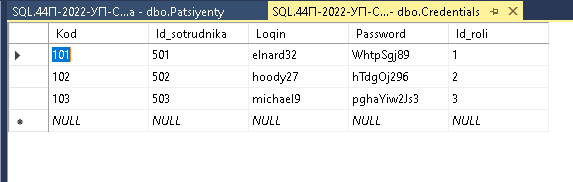 SQL.44П-2022-УП-С...а - dbo.Patsiyenty SQL.44П-2022-УП-С... - dbo.Credentials
Kod Id_sotrudnika Login Password Id_roli
101 501 elnard32 WhtpSgj89 1
102 502 hoody27 hTdgOj296 2
103 503 michael9 pghaYiw2Js3 3
NULL NULL NULL NULL NULL